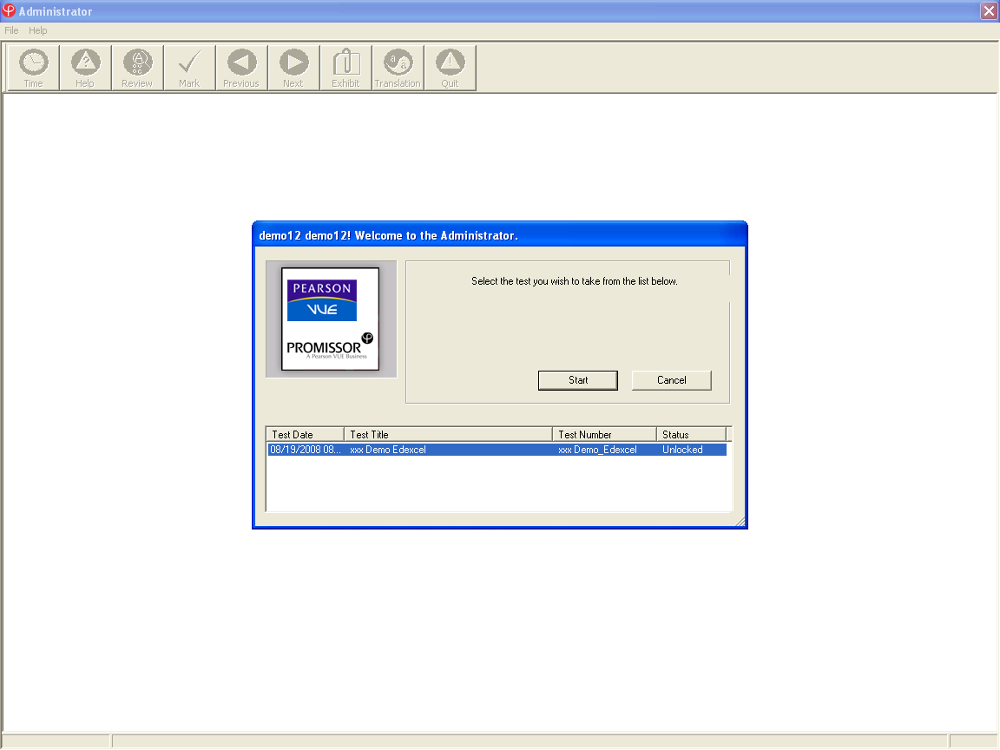 Administrator
File Help
Time Help Review Mark Previous Next Exhibit Translation Quit
demo12 demo12! Welcome to the Administrator.
PEARSON
VUE
PROMISSOR
A Pearson VUE Business
Select the test you wish to take from the list below.
Start Cancel
Test Date Test Title Test Number Status
08/19/2008 08... xxx Demo Edexcel xxx Demo_Edexcel Unlocked